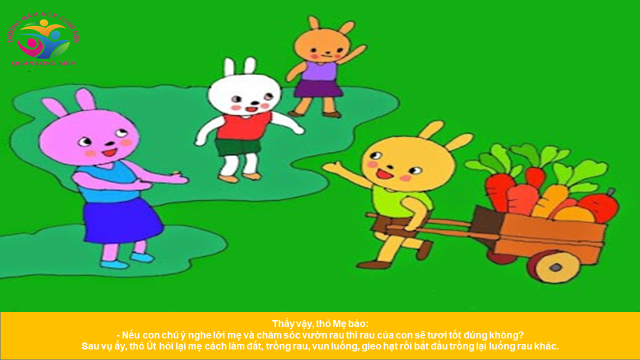 Thấy vậy, thỏ Mẹ bảo:
- Nếu con chú ý nghe lời mẹ và chăm sóc vườn rau thì rau của con sẽ tươi tốt đúng không?
Sau vụ ấy, thỏ Út hỏi lại mẹ cách làm đất, trồng rau, vun luống, gieo hạt rồi bắt đầu trồng lại luống rau khác.